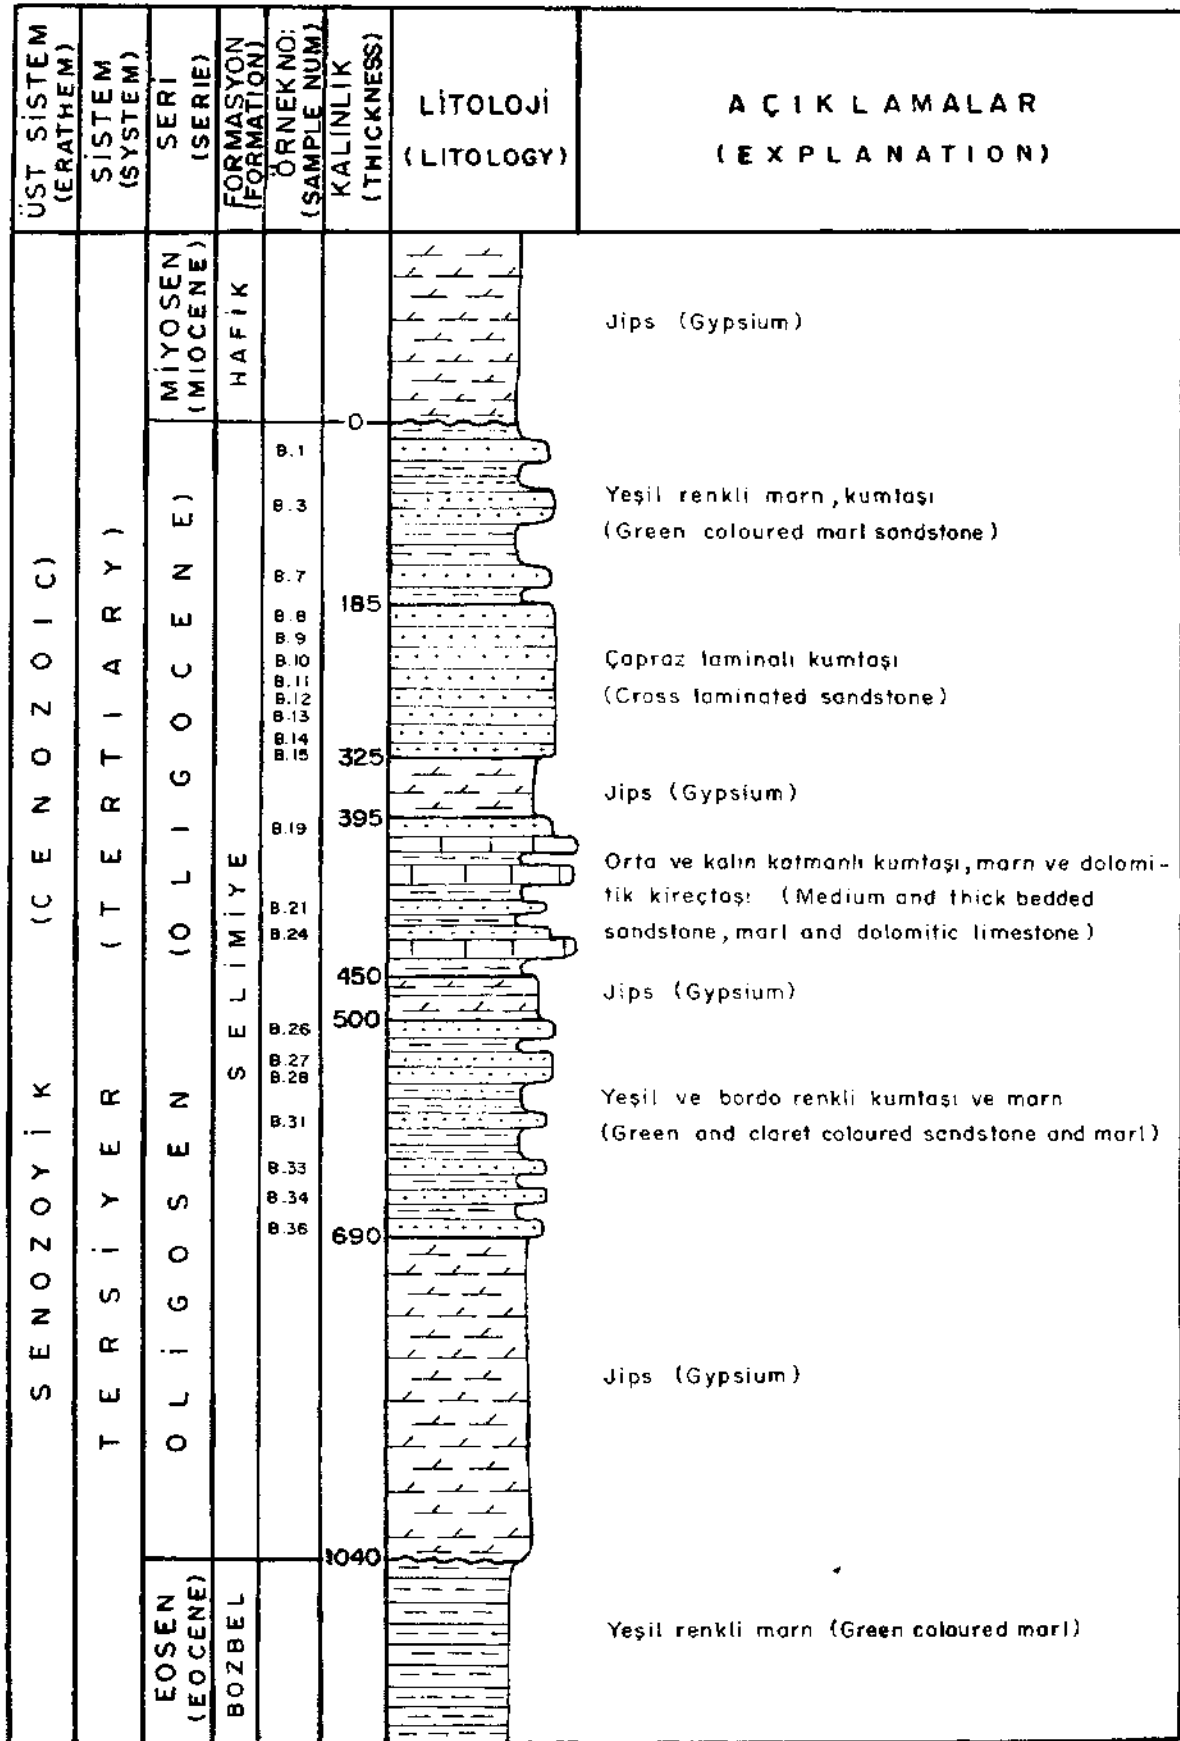 ÜST SİSTEM
(ERATHEM)
SİSTEM
(SYSTEM)
SERİ
(SERIE)
FORMASYON
(FORMATION)
ÖRNEK NO:
(SAMPLE NUM)
KALINLIK
(THICKNESS)
LİTOLOJİ
(LITOLOGY)
AÇIKLAMALAR
(EXPLANATION)
SENOZOYİK (CENOZOIC)
TERSİYER (TERTIARY)
MİYOSEN
(MIOCENE)
HAFİK
Jips (Gypsium)
0
OLİGOSEN (OLIGOCENE)
SELİMİYE
B.1
B.3
Yeşil renkli marn, kumtaşı
(Green coloured marl sandstone)
B.7
185
B.8
B.9
B.10
B.11
B.12
B.13
B.14
B.15
Çapraz laminalı kumtaşı
(Cross laminated sandstone)
325
Jips (Gypsium)
395
B.19
Orta ve kalın katmanlı kumtaşı, marn ve dolomi-
tik kireçtaşı (Medium and thick bedded
sandstone, marl and dolomitic limestone)
B.21
B.24
450
Jips (Gypsium)
500
B.26
B.27
B.28
Yeşil ve bordo renkli kumtaşı ve marn
(Green and claret coloured sandstone and marl)
B.31
B.33
B.34
B.36
690
Jips (Gypsium)
1040
EOSEN
(EOCENE)
BOZBEL
Yeşil renkli marn (Green coloured marl)